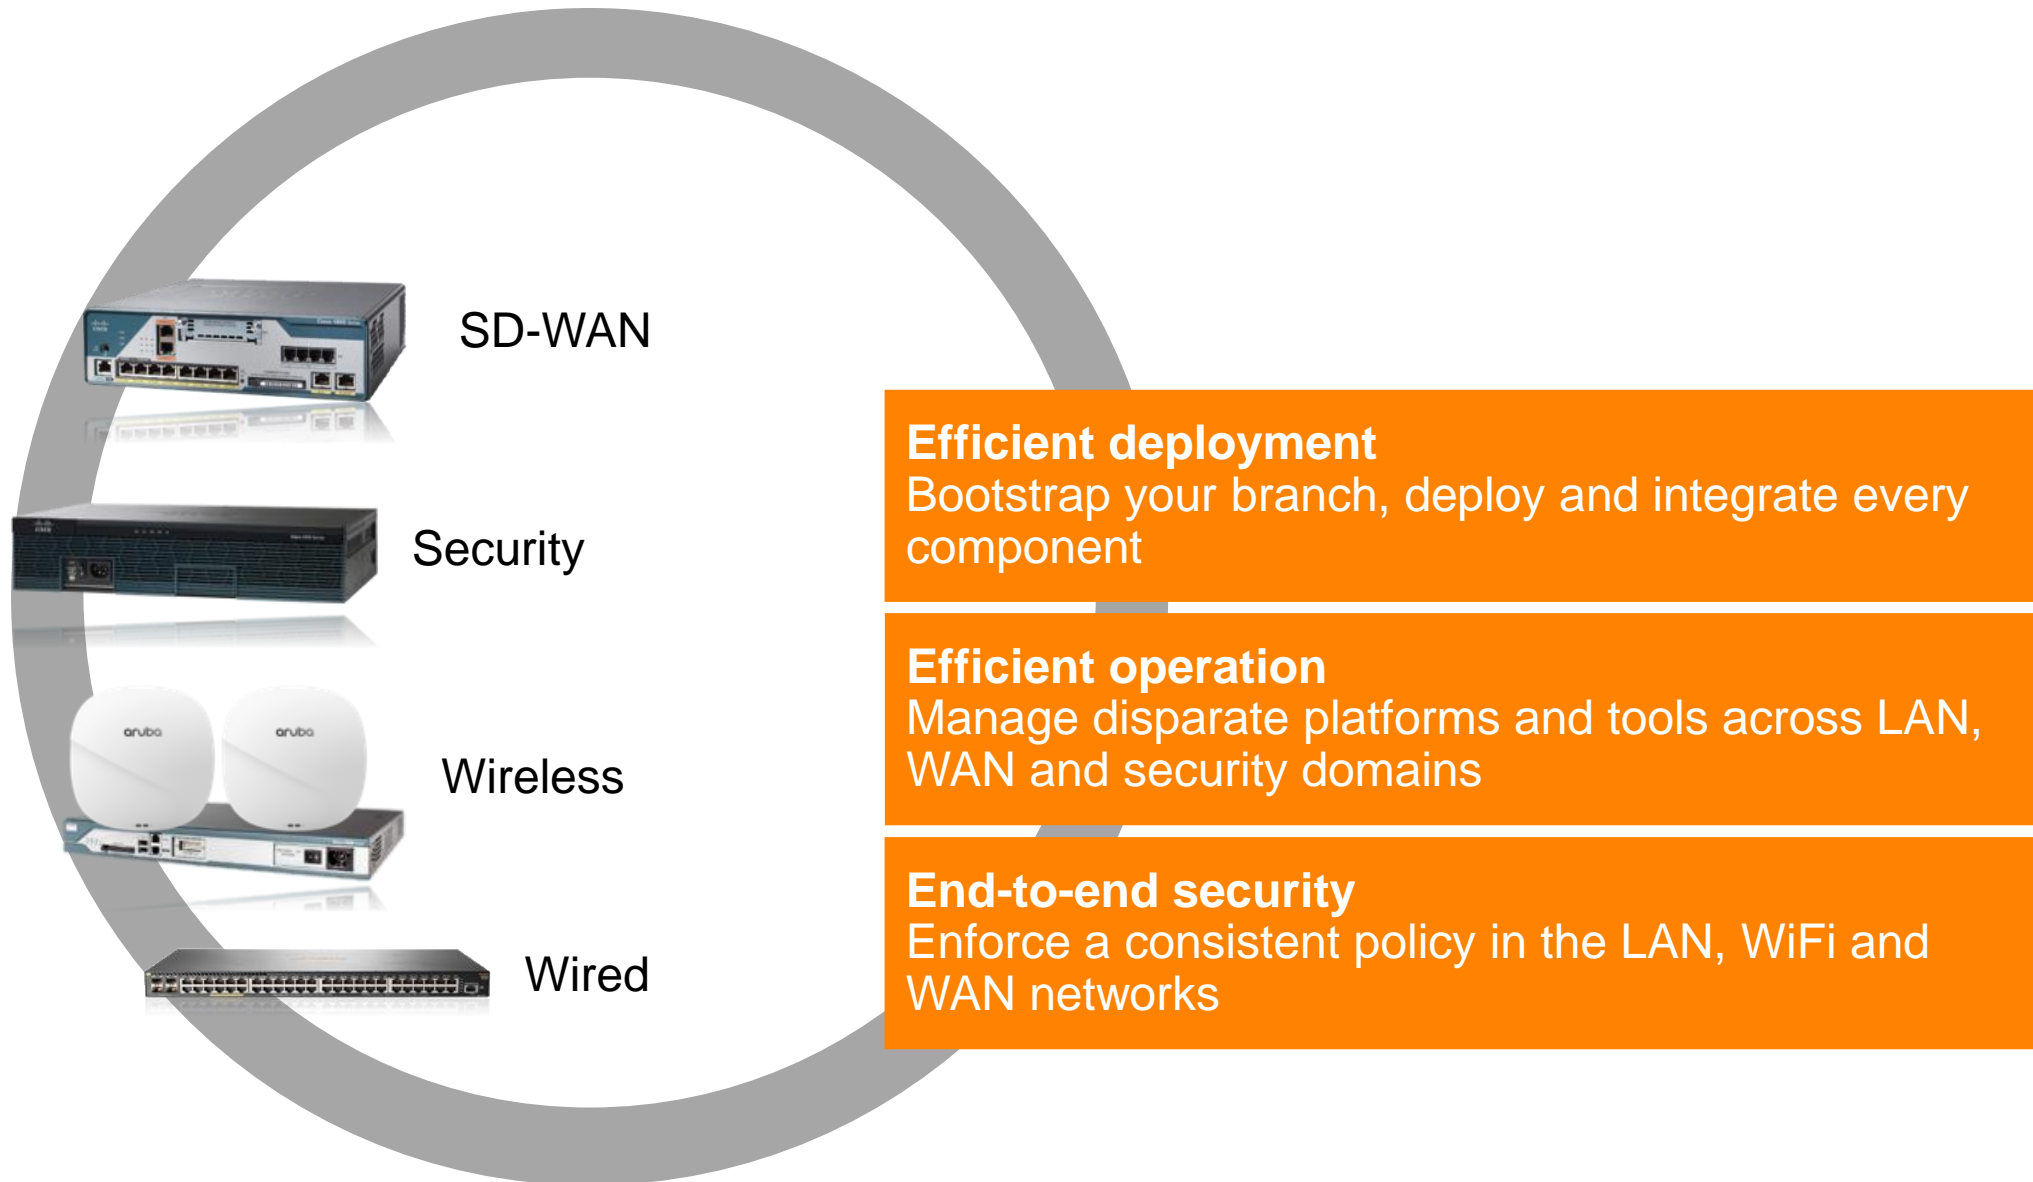 SD-WAN
Security
aruba
aruba
Wireless
Wired
Efficient deployment
Bootstrap your branch, deploy and integrate every
component
Efficient operation
Manage disparate platforms and tools across LAN,
WAN and security domains
End-to-end security
Enforce a consistent policy in the LAN, WiFi and
WAN networks